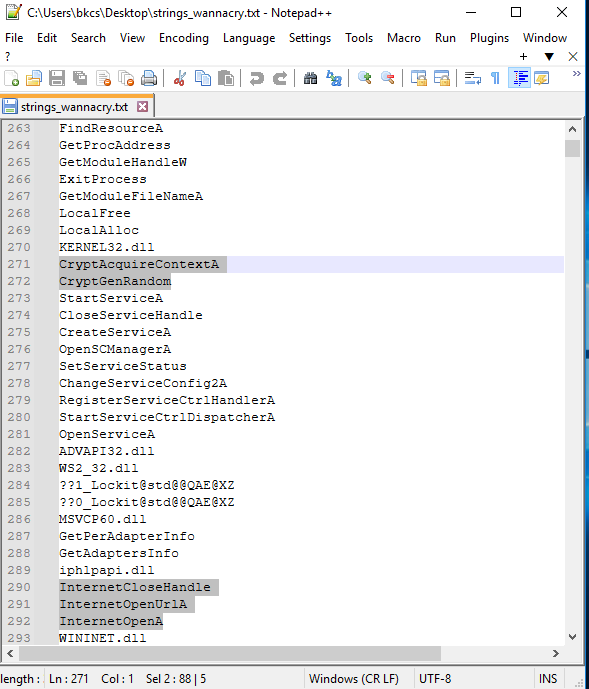 C:\Users\bkcs\Desktop\strings_wannacry.txt - Notepad++
File Edit Search View Encoding Language Settings Tools Macro Run Plugins Window
? + ▼ X
strings_wannacry.txt
263 FindResourceA
264 GetProcAddress
265 GetModuleHandleW
266 ExitProcess
267 GetModuleFileNameA
268 LocalFree
269 LocalAlloc
270 KERNEL32.dll
271 CryptAcquireContextA
272 CryptGenRandom
273 StartServiceA
274 CloseServiceHandle
275 CreateServiceA
276 OpenSCManagerA
277 SetServiceStatus
278 ChangeServiceConfig2A
279 RegisterServiceCtrlHandlerA
280 StartServiceCtrlDispatcherA
281 OpenServiceA
282 ADVAPI32.dll
283 WS2_32.dll
284 ??1_Lockit@std@@QAE@XZ
285 ??0_Lockit@std@@QAE@XZ
286 MSVCP60.dll
287 GetPerAdapterInfo
288 GetAdaptersInfo
289 iphlpapi.dll
290 InternetCloseHandle
291 InternetOpenUrlA
292 InternetOpenA
293 WININET.dll
length : Ln : 271 Col : 1 Sel 2 : 88 | 5 Windows (CR LF) UTF-8 INS